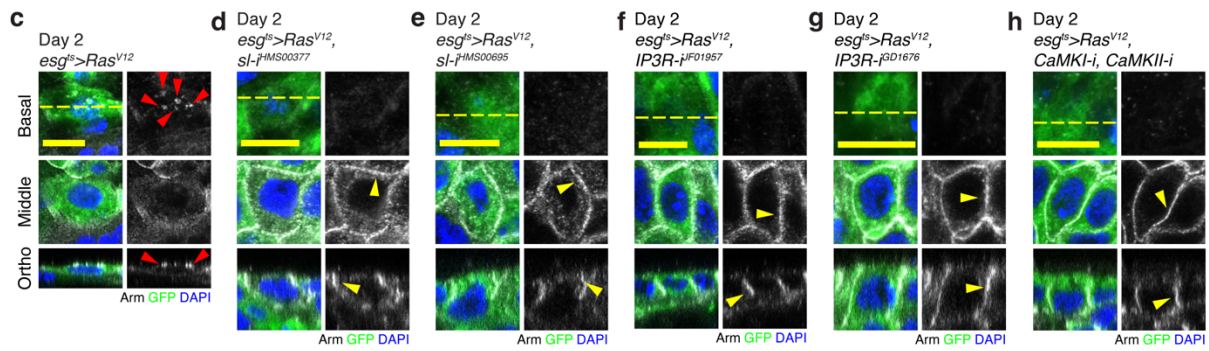 c
Day 2
esgts>RasV12
d
Day 2
esgts>RasV12,
sl-iHMS00377
e
Day 2
esgts>RasV12,
sl-iHMS00695
f
Day 2
esgts>RasV12,
IP3R-iJF01957
g
Day 2
esgts>RasV12,
IP3R-iGD1676
h
Day 2
esgts>RasV12,
CaMKI-i, CaMKII-i
Basal
Middle
Ortho
Arm GFP DAPI
Arm GFP DAPI
Arm GFP DAPI
Arm GFP DAPI
Arm GFP DAPI
Arm GFP DAPI